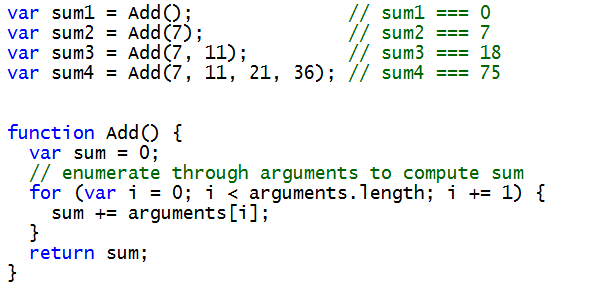 var sum1 = Add();              // sum1 === 0
var sum2 = Add(7);             // sum2 === 7
var sum3 = Add(7, 11);         // sum3 === 18
var sum4 = Add(7, 11, 21, 36); // sum4 === 75
function Add() {
  var sum = 0;
  // enumerate through arguments to compute sum
  for (var i = 0; i < arguments.length; i += 1) {
    sum += arguments[i];
  }
  return sum;
}